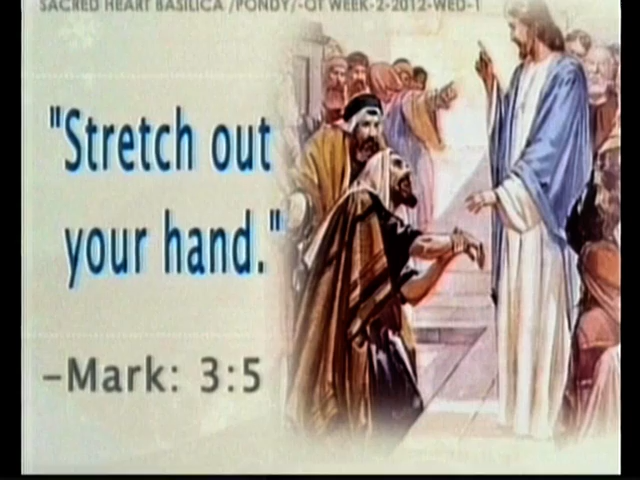 SACRED HEART BASILICA /PONDY/-OT WEEK-2-2012-WED-1
"Stretch out
your hand."
-Mark: 3:5